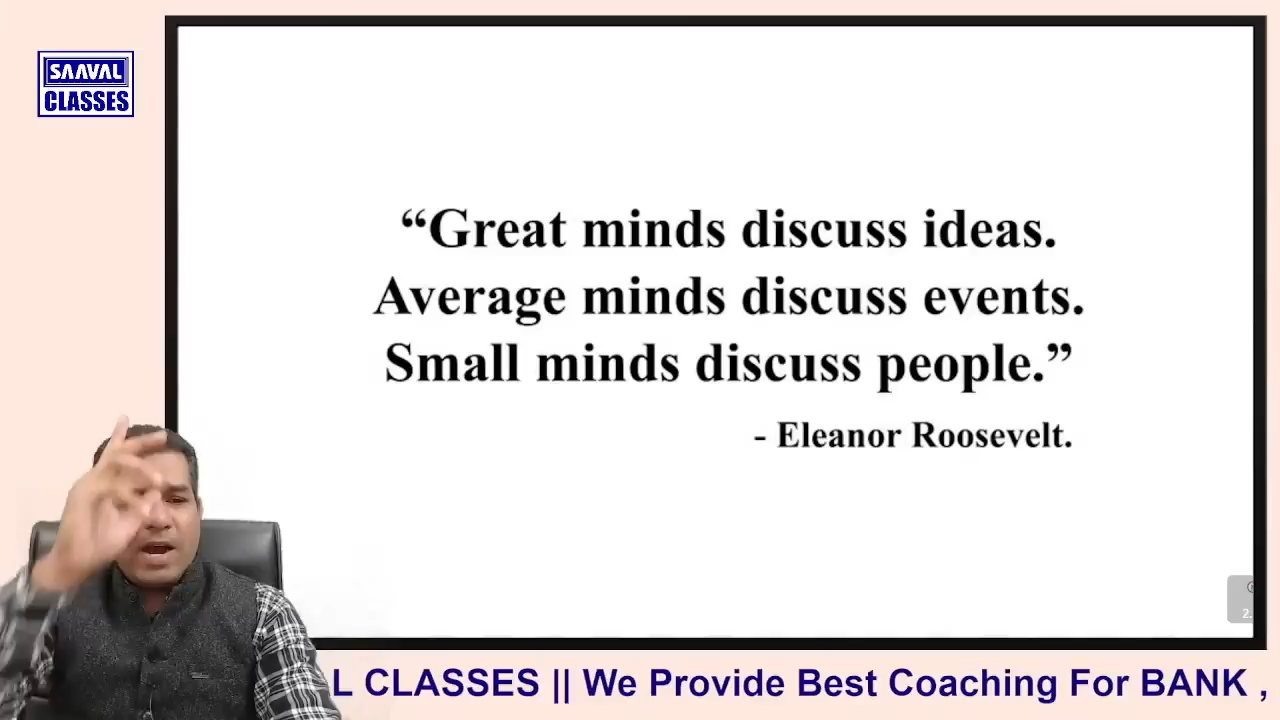 SAAVAL
CLASSES
“Great minds discuss ideas.
Average minds discuss events.
Small minds discuss people.”
- Eleanor Roosevelt.
2.
L CLASSES || We Provide Best Coaching For BANK ,